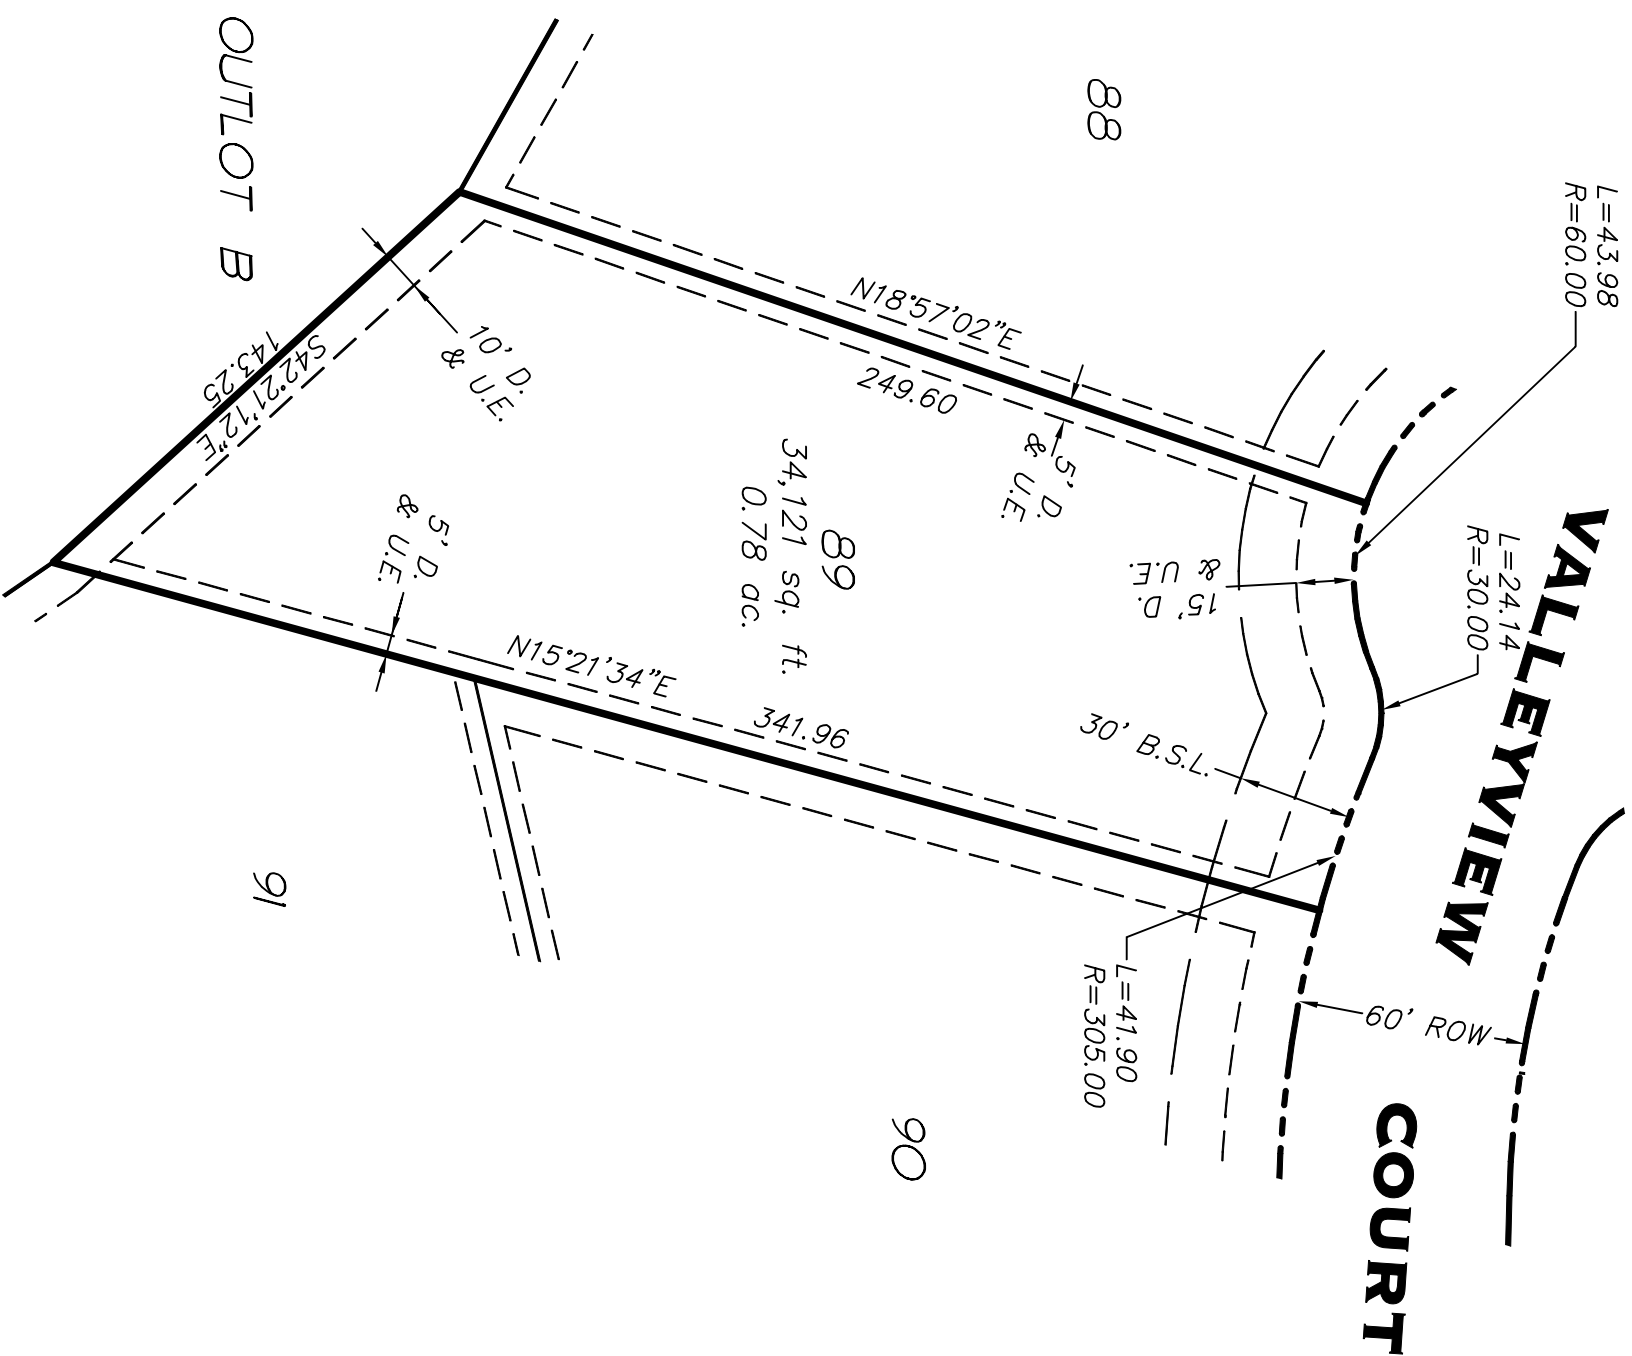 VALLEYVIEW
COURT
L=43.98
R=60.00
L=24.14
R=30.00
60' ROW
L=41.90
R=305.00
88
15' D.
& U.E.
30' B.S.L.
N18°57'02"E
249.60
5' D.
& U.E.
89
34,121 sq. ft.
0.78 ac.
90
N15°21'34"E
341.96
10' D.
& U.E.
5' D.
& U.E.
S42°21'12"E
143.25
91
OUTLOT B